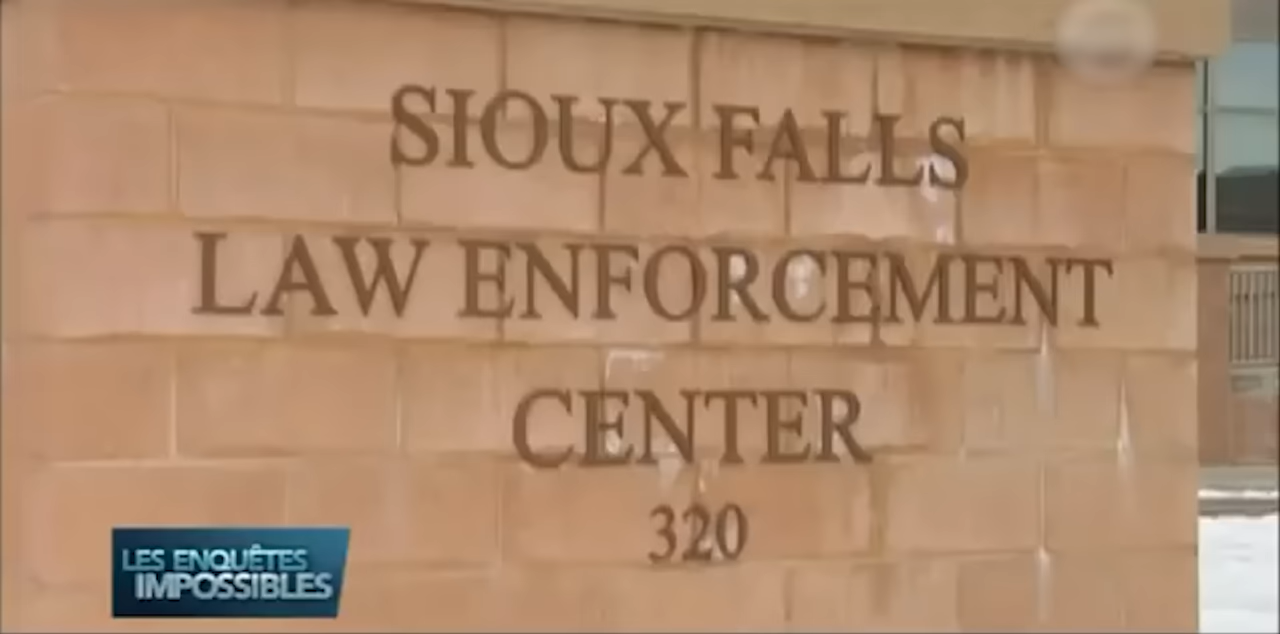 SIOUX FALLS
LAW ENFORCEMENT
CENTER
320
LES ENQUÊTES
IMPOSSIBLES